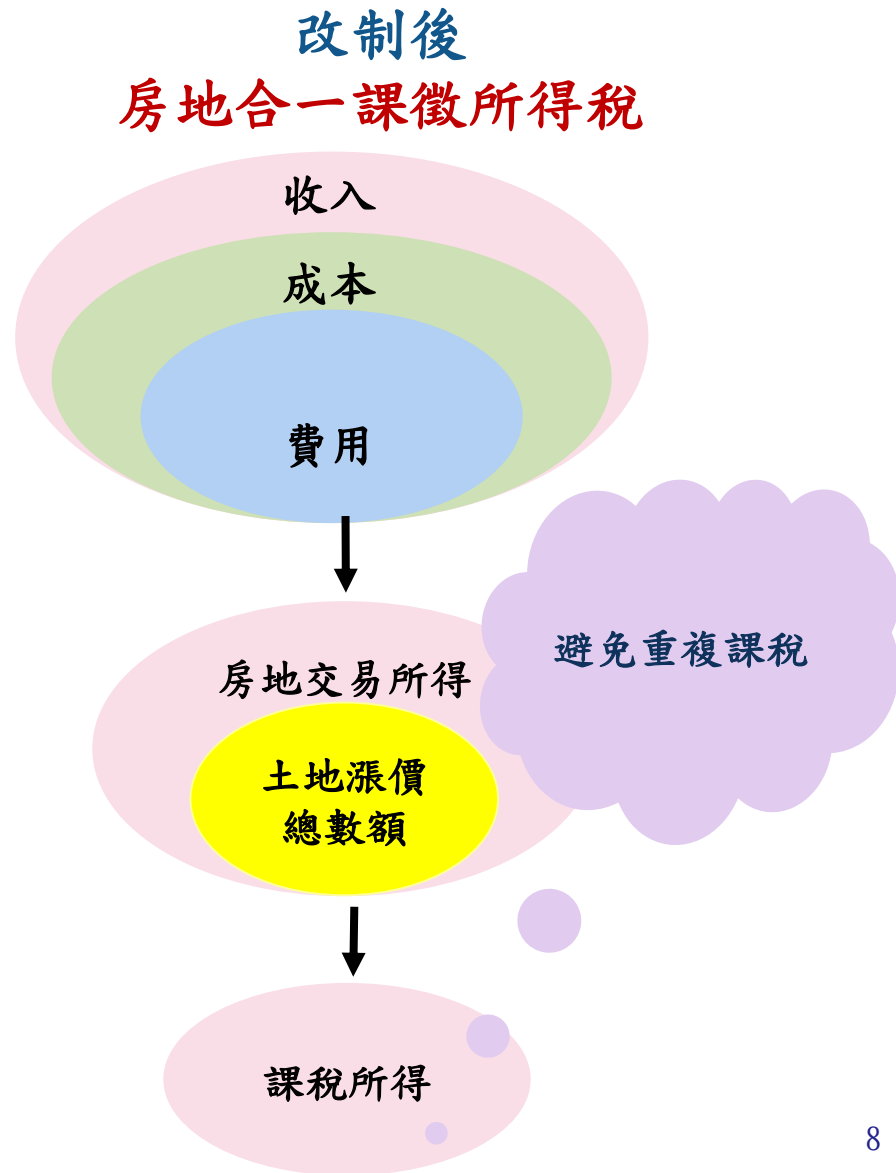 改制後
房地合一課徵所得稅
收入
成本
費用
避免重複課稅
房地交易所得
土地漲價
總數額
課稅所得
8